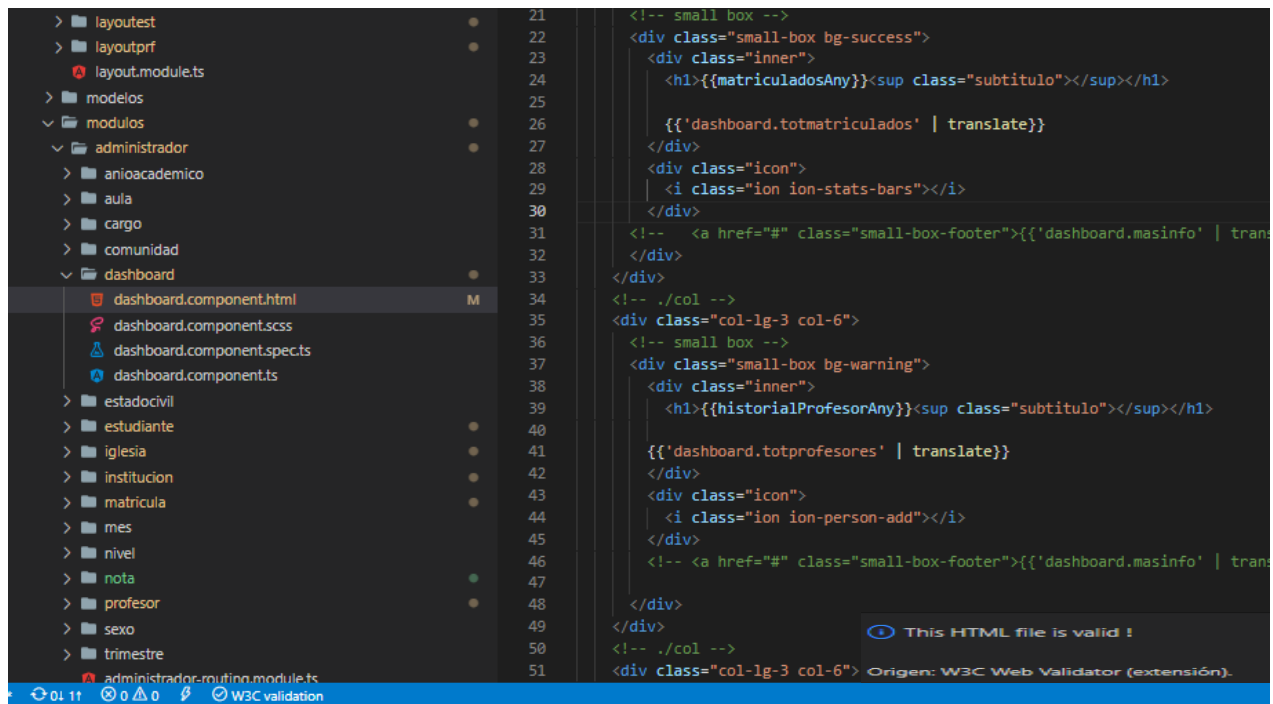 layoutest
layoutprf
layout.module.ts
modelos
modulos
administrador
anioacademico
aula
cargo
comunidad
dashboard
dashboard.component.html M
dashboard.component.scss
dashboard.component.spec.ts
dashboard.component.ts
estadocivil
estudiante
iglesia
institucion
matricula
mes
nivel
nota
profesor
sexo
trimestre
administrador-routing.module.ts
21 <!-- small box -->
22 <div class="small-box bg-success">
23 <div class="inner">
24 <h1>{{matriculadosAny}}<sup class="subtitulo"></sup></h1>
25
26 {{'dashboard.totmatriculados' | translate}}
27 </div>
28 <div class="icon">
29 <i class="ion ion-stats-bars"></i>
30 </div>
31 <!-- <a href="#" class="small-box-footer">{{'dashboard.masinfo' | trans
32 </div>
33 </div>
34 <!-- ./col -->
35 <div class="col-lg-3 col-6">
36 <!-- small box -->
37 <div class="small-box bg-warning">
38 <div class="inner">
39 <h1>{{historialProfesorAny}}<sup class="subtitulo"></sup></h1>
40
41 {{'dashboard.totprofesores' | translate}}
42 </div>
43 <div class="icon">
44 <i class="ion ion-person-add"></i>
45 </div>
46 <!-- <a href="#" class="small-box-footer">{{'dashboard.masinfo' | trans
47
48 </div>
49 </div>
50 <!-- ./col -->
51 <div class="col-lg-3 col-6">
This HTML file is valid !
Origen: W3C Web Validator (extensión).
0↓ 1↑ 0 0 W3C validation